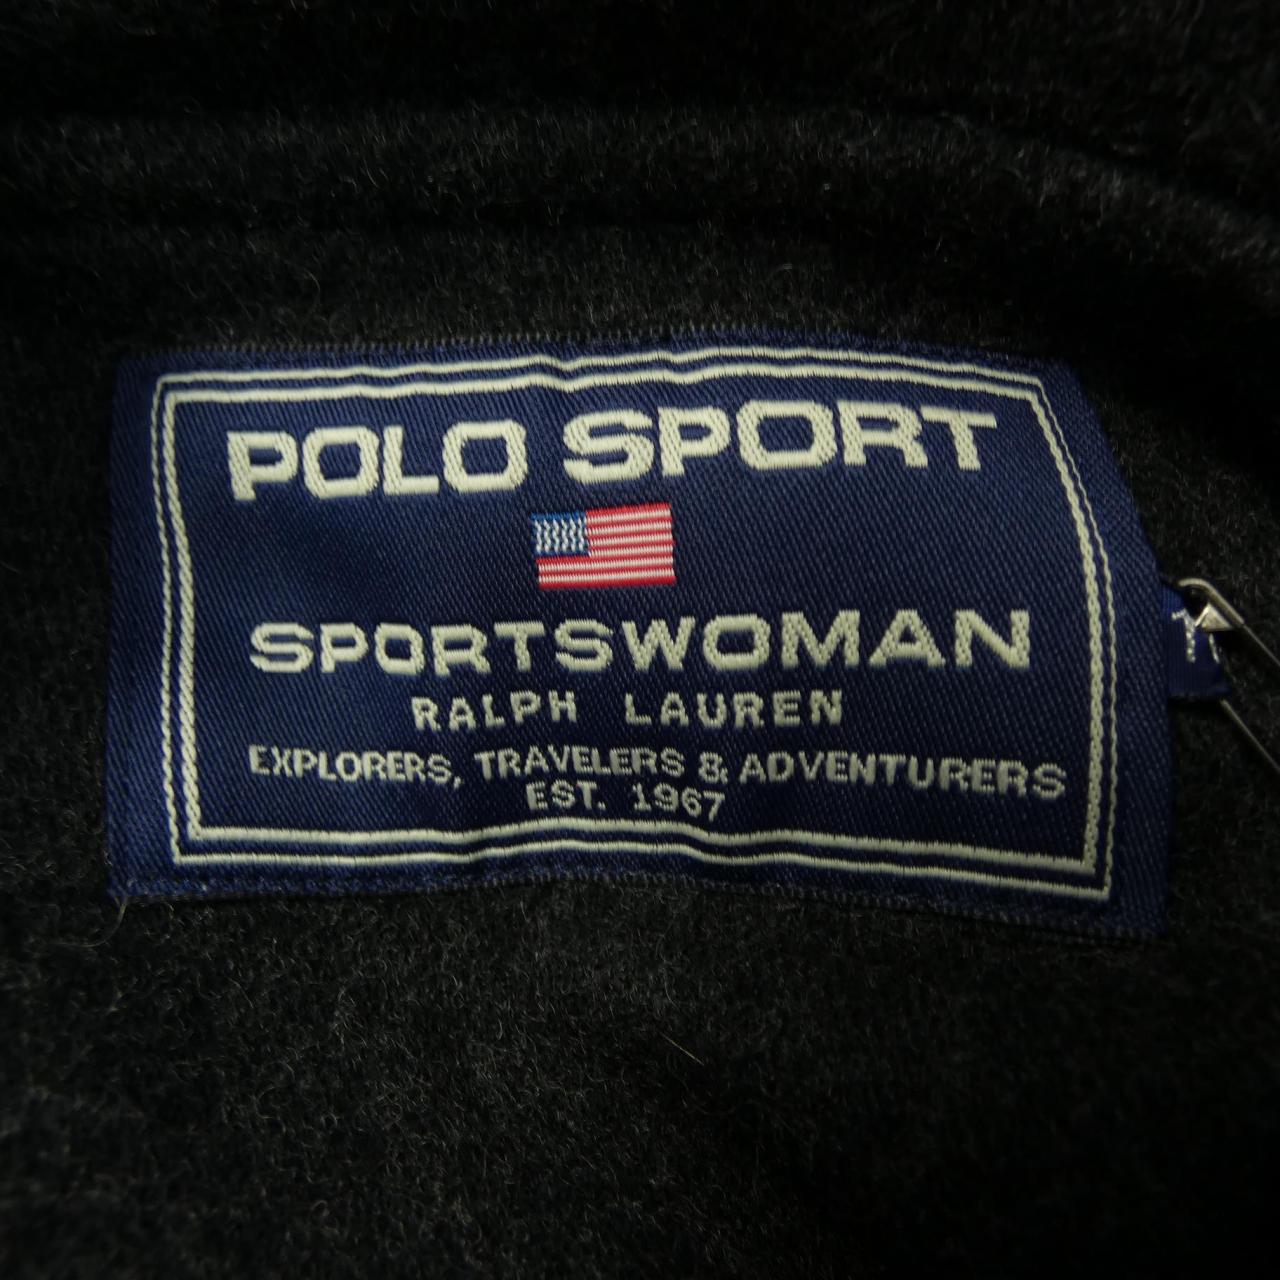 POLO SPORT
SPORTSWOMAN
RALPH LAUREN
EXPLORERS, TRAVELERS & ADVENTURERS
EST. 1967